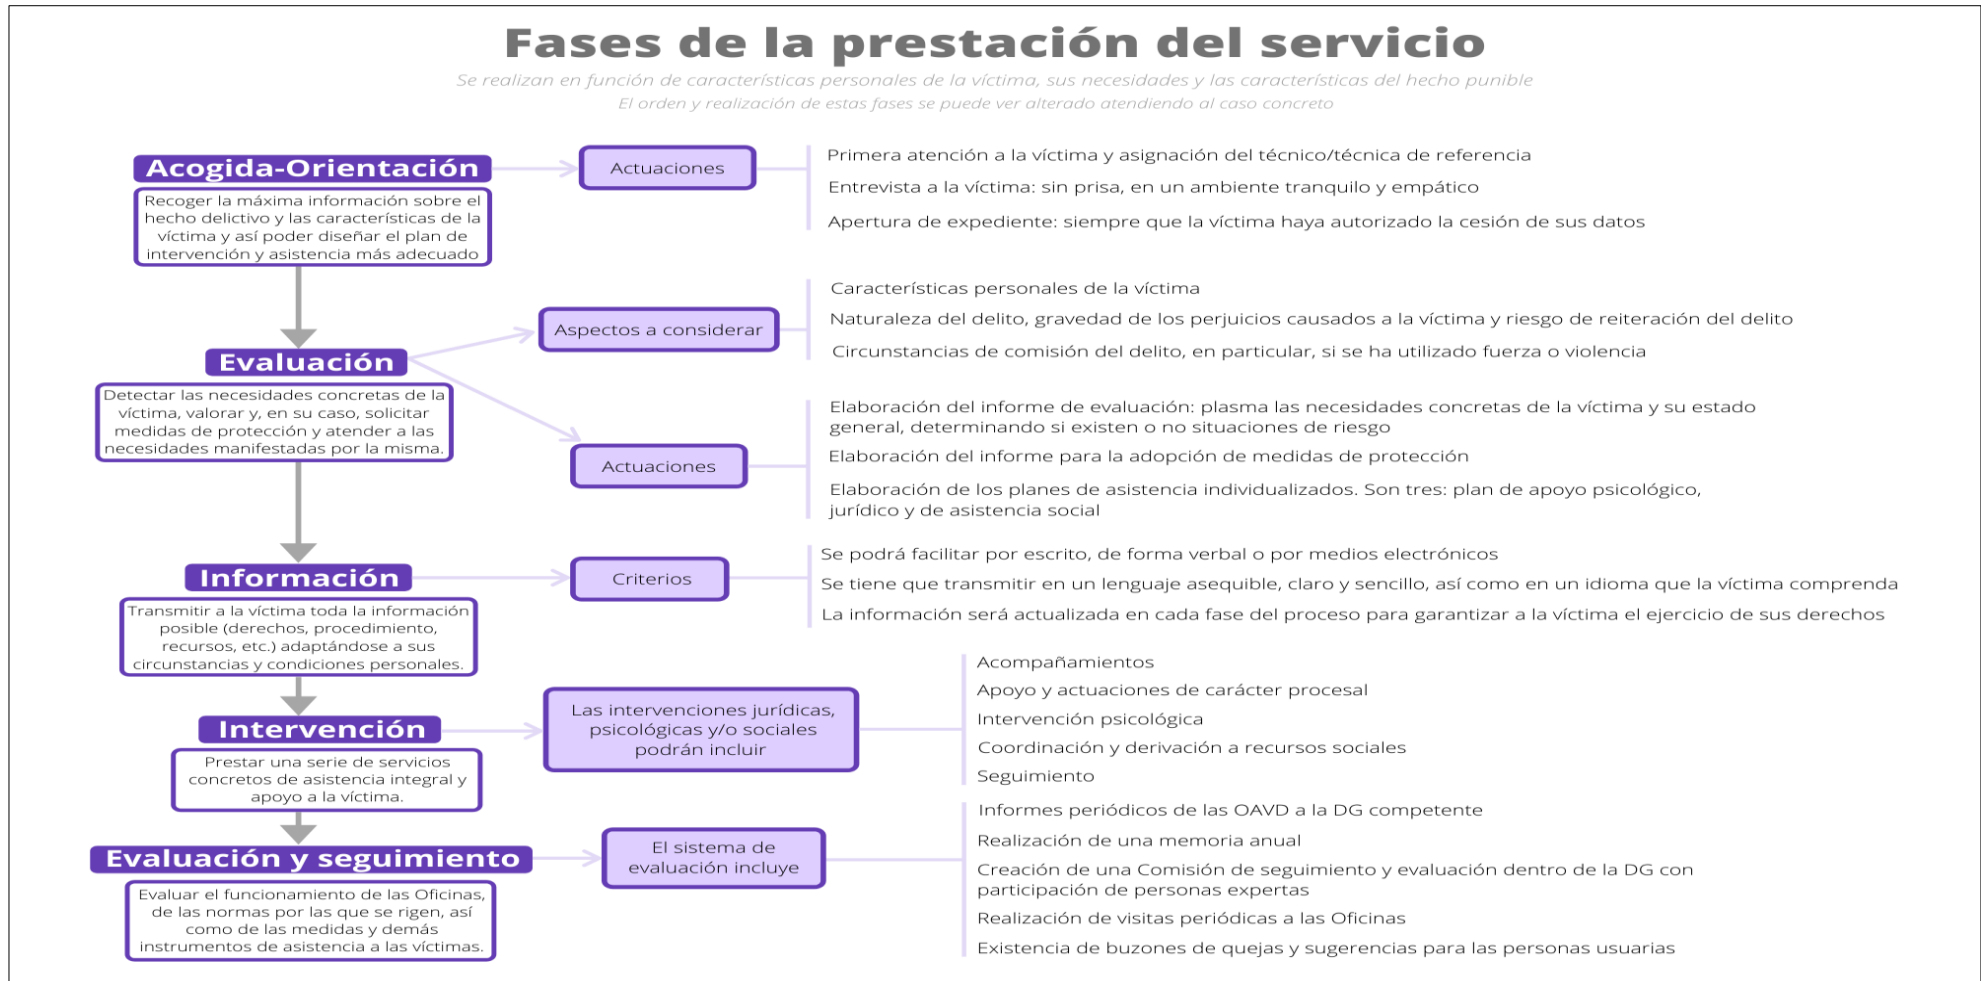 Fases de la prestación del servicio
Se realizan en función de características personales de la víctima, sus necesidades y las características del hecho punible
El orden y realización de estas fases se puede ver alterado atendiendo al caso concreto
Acogida-Orientación
Recoger la máxima información sobre el
hecho delictivo y las características de la
víctima y así poder diseñar el plan de
intervención y asistencia más adecuado
Actuaciones
Primera atención a la víctima y asignación del técnico/técnica de referencia
Entrevista a la víctima: sin prisa, en un ambiente tranquilo y empático
Apertura de expediente: siempre que la víctima haya autorizado la cesión de sus datos
Evaluación
Detectar las necesidades concretas de la
víctima, valorar y, en su caso, solicitar
medidas de protección y atender a las
necesidades manifestadas por la misma.
Aspectos a considerar
Características personales de la víctima
Naturaleza del delito, gravedad de los perjuicios causados a la víctima y riesgo de reiteración del delito
Circunstancias de comisión del delito, en particular, si se ha utilizado fuerza o violencia
Actuaciones
Elaboración del informe de evaluación: plasma las necesidades concretas de la víctima y su estado
general, determinando si existen o no situaciones de riesgo
Elaboración del informe para la adopción de medidas de protección
Elaboración de los planes de asistencia individualizados. Son tres: plan de apoyo psicológico,
jurídico y de asistencia social
Información
Transmitir a la víctima toda la información
posible (derechos, procedimiento,
recursos, etc.) adaptándose a sus
circunstancias y condiciones personales.
Criterios
Se podrá facilitar por escrito, de forma verbal o por medios electrónicos
Se tiene que transmitir en un lenguaje asequible, claro y sencillo, así como en un idioma que la víctima comprenda
La información será actualizada en cada fase del proceso para garantizar a la víctima el ejercicio de sus derechos
Intervención
Prestar una serie de servicios
concretos de asistencia integral y
apoyo a la víctima.
Las intervenciones jurídicas,
psicológicas y/o sociales
podrán incluir
Acompañamientos
Apoyo y actuaciones de carácter procesal
Intervención psicológica
Coordinación y derivación a recursos sociales
Seguimiento
Evaluación y seguimiento
Evaluar el funcionamiento de las Oficinas,
de las normas por las que se rigen, así
como de las medidas y demás
instrumentos de asistencia a las víctimas.
El sistema de
evaluación incluye
Informes periódicos de las OAVD a la DG competente
Realización de una memoria anual
Creación de una Comisión de seguimiento y evaluación dentro de la DG con
participación de personas expertas
Realización de visitas periódicas a las Oficinas
Existencia de buzones de quejas y sugerencias para las personas usuarias